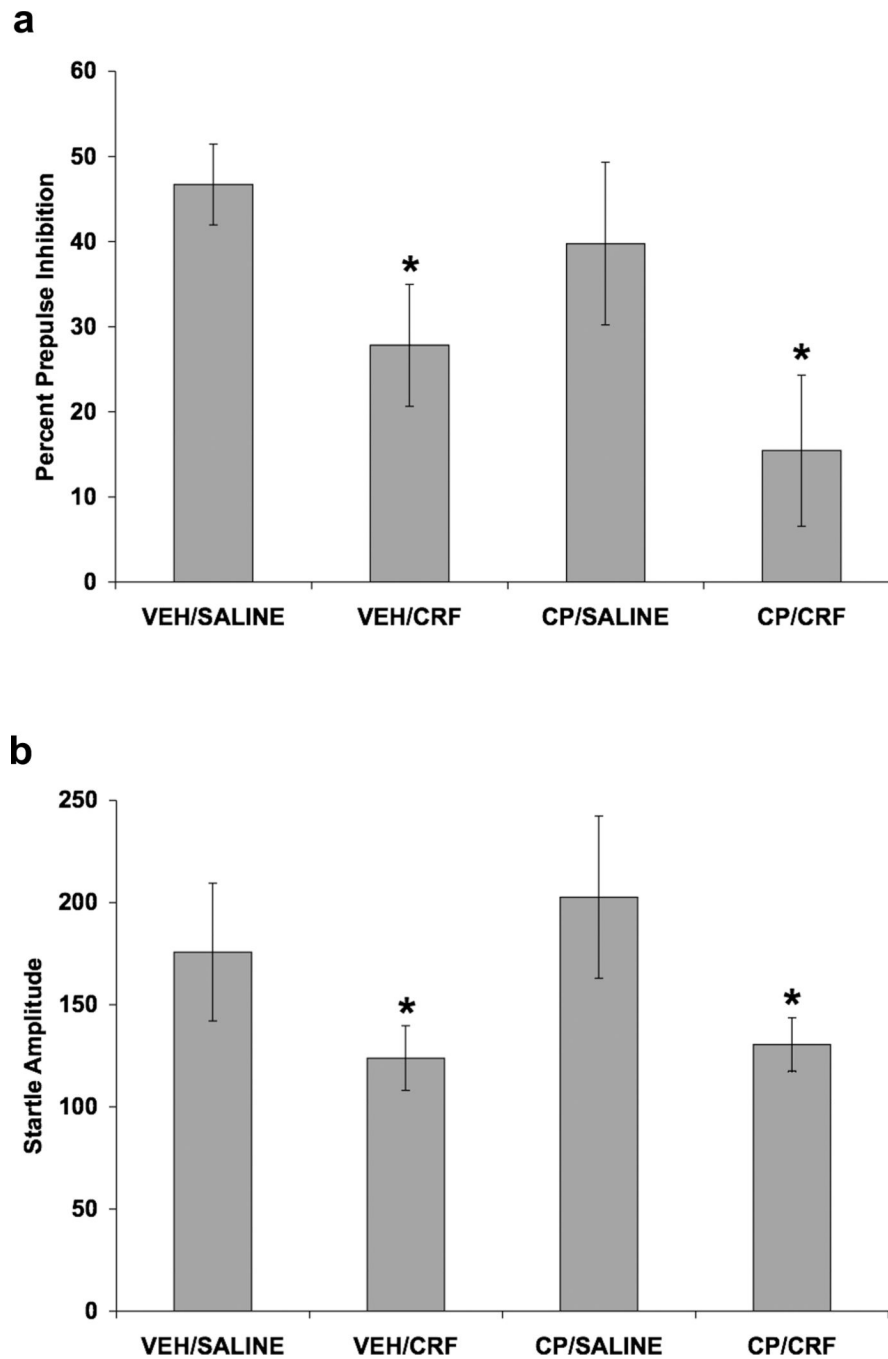 a
60
50
40
30
20
10
0
Percent Prepulse Inhibition
*
*
VEH/SALINE VEH/CRF CP/SALINE CP/CRF
b
250
200
150
100
50
0
Startle Amplitude
*
*
VEH/SALINE VEH/CRF CP/SALINE CP/CRF